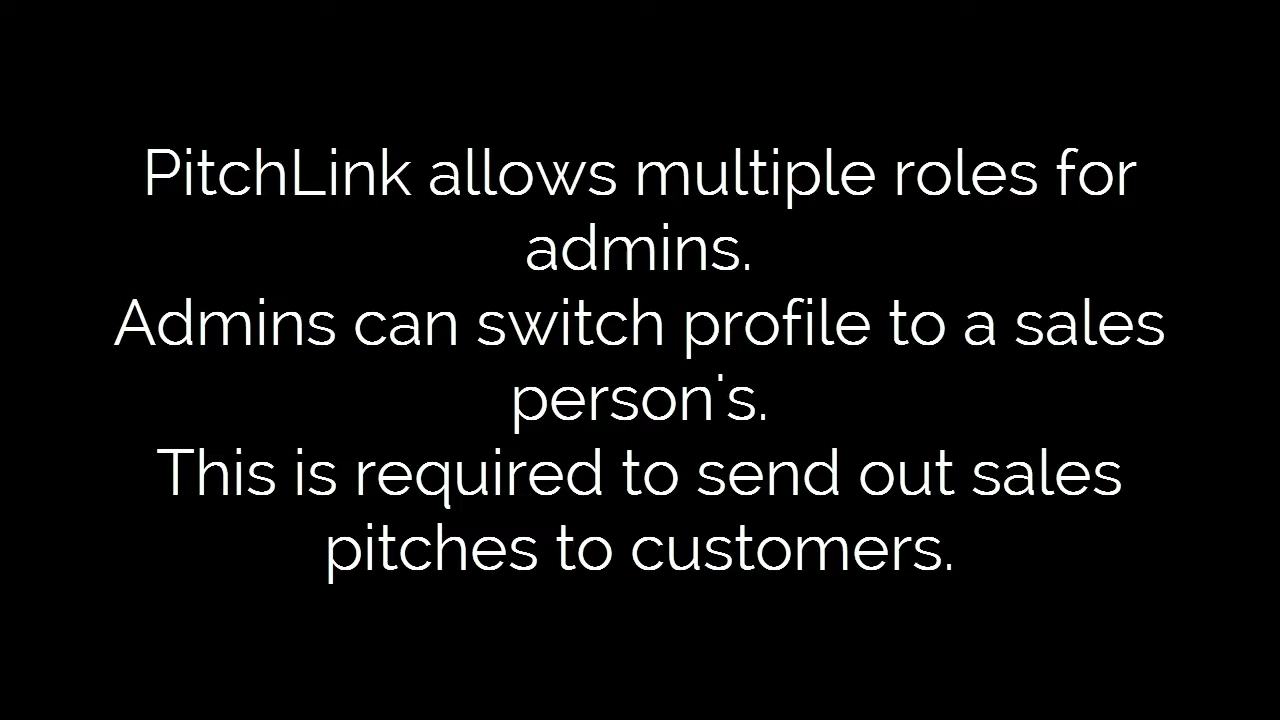 PitchLink allows multiple roles for
admins.
Admins can switch profile to a sales
person's.
This is required to send out sales
pitches to customers.